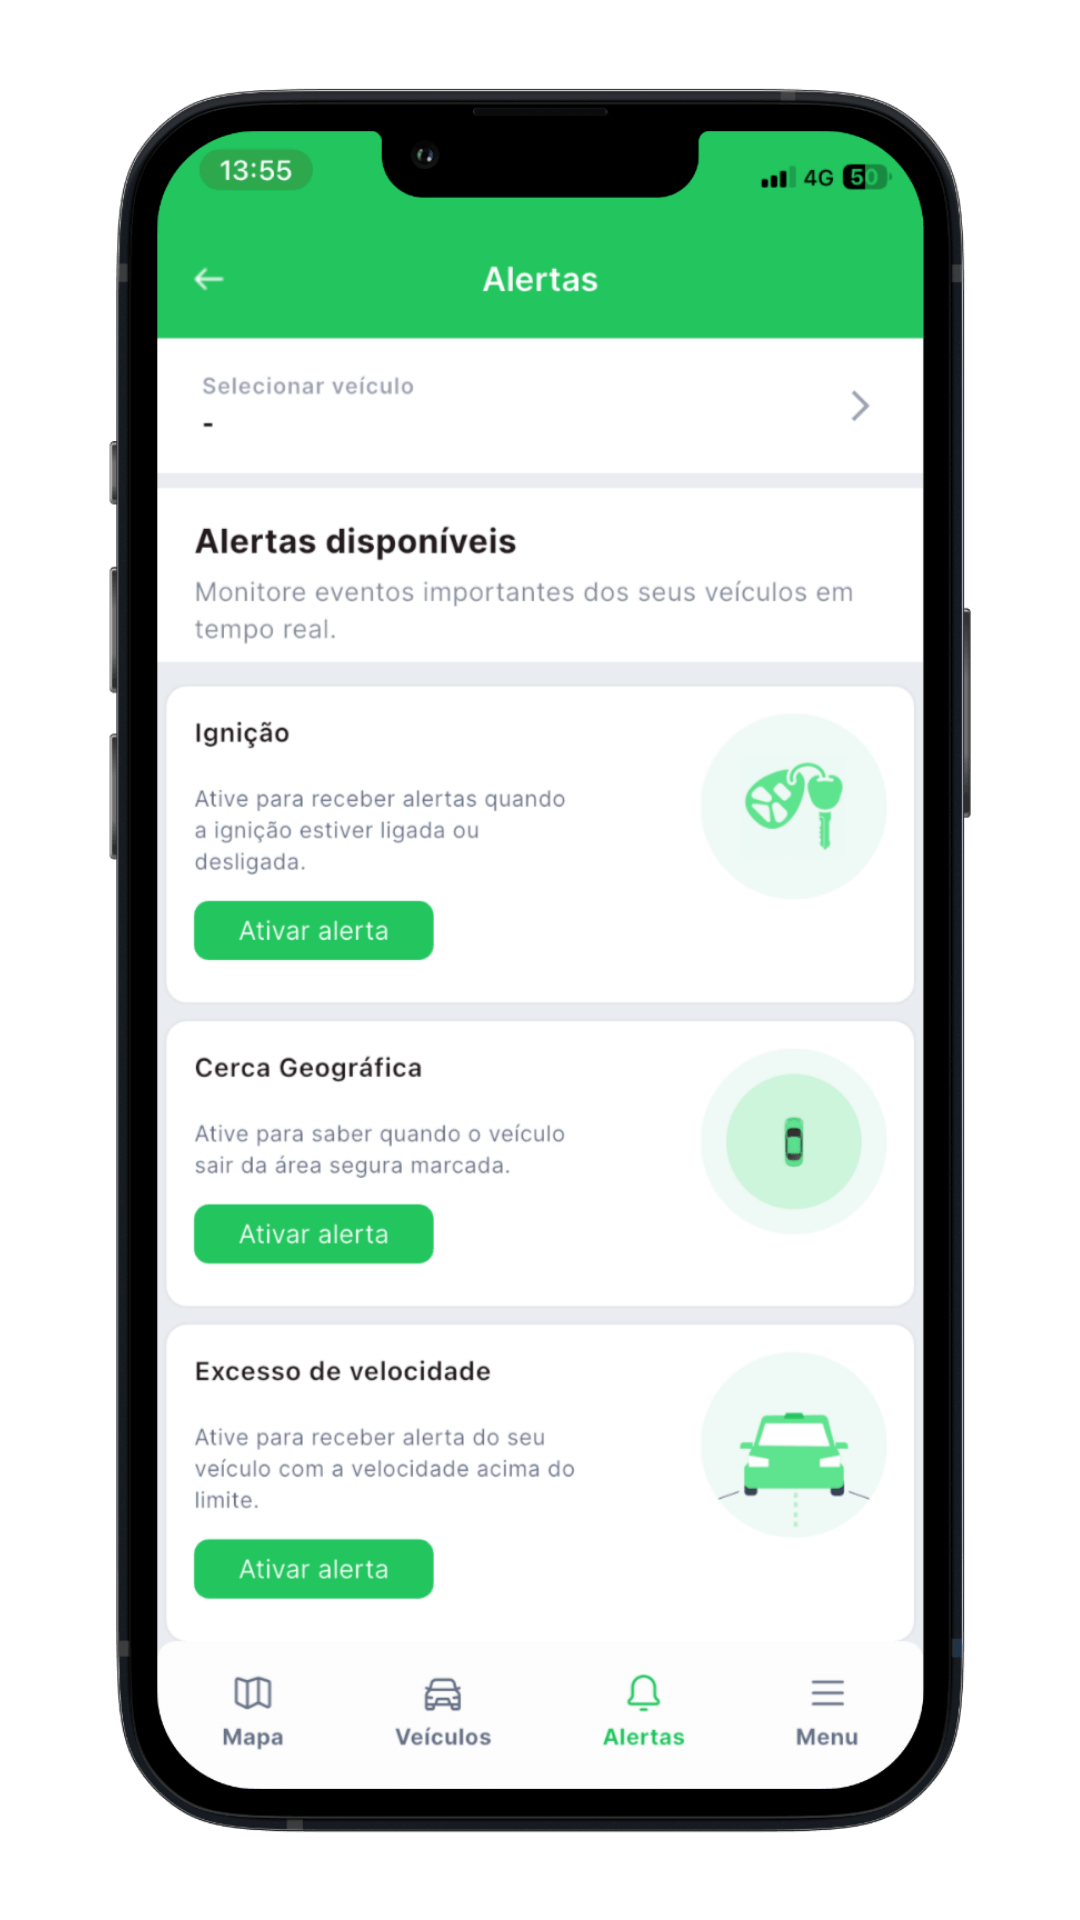 13:55
4G 50
Alertas
Selecionar veículo
-
Alertas disponíveis
Monitore eventos importantes dos seus veículos em
tempo real.
Ignição
Ative para receber alertas quando
a ignição estiver ligada ou
desligada.
Ativar alerta
Cerca Geográfica
Ative para saber quando o veículo
sair da área segura marcada.
Ativar alerta
Excesso de velocidade
Ative para receber alerta do seu
veículo com a velocidade acima do
limite.
Ativar alerta
Mapa Veículos Alertas Menu